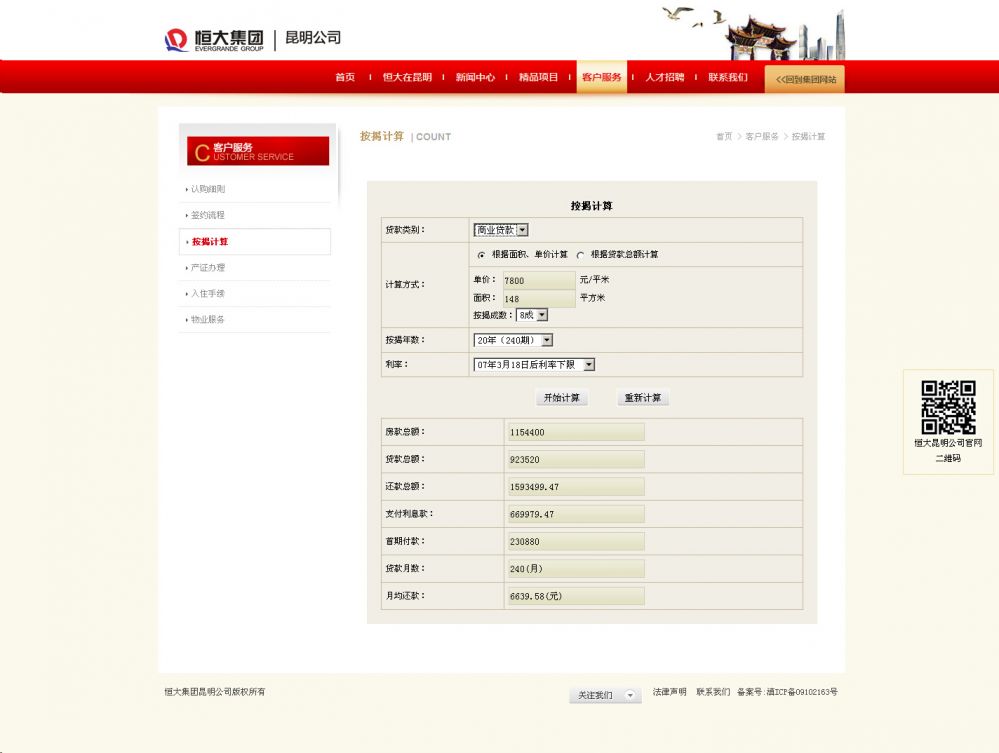 恒大集团
EVERGRANDE GROUP
昆明公司
首页 恒大在昆明 新闻中心 精品项目 客户服务 人才招聘 联系我们 <<回到集团网站
客户服务
CUSTOMER SERVICE
认购细则
签约流程
按揭计算
产证办理
入住手续
物业服务
按揭计算 | COUNT
首页 > 客户服务 > 按揭计算
按揭计算
贷款类别： 商业贷款
计算方式：
根据面积、单价计算 根据贷款总额计算
单价： 7800 元/平米
面积： 148 平方米
按揭成数： 8成
按揭年数： 20年（240期）
利率： 07年3月18日后利率下限
开始计算 重新计算
房款总额： 1154400
贷款总额： 923520
还款总额： 1593499.47
支付利息款： 669979.47
首期付款： 230880
贷款月数： 240(月)
月均还款： 6639.58(元)
恒大昆明公司官网
二维码
恒大集团昆明公司版权所有
关注我们 法律声明 联系我们 备案号:滇ICP备09102163号